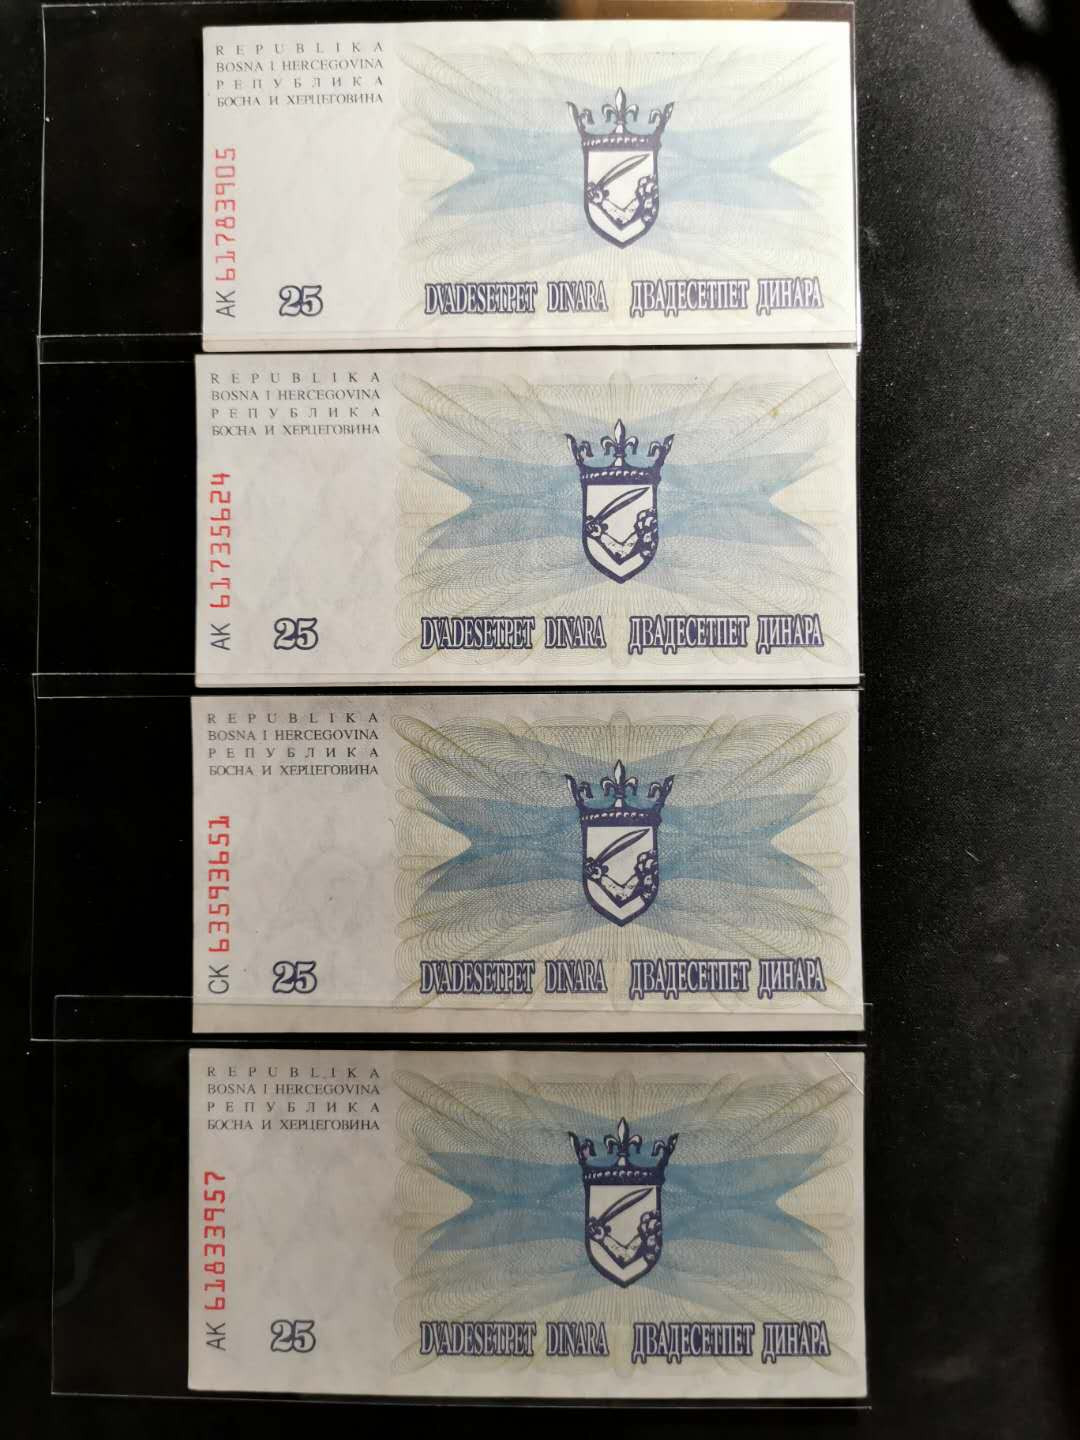 REPUBLIKA
BOSNA I HERCEGOVINA
РЕПУБЛИКА
БОСНА И ХЕРЦЕГОВИНА
AK 61783905
25
DVADESETPET DINARA ДВАДЕСЕТПЕТ ДИНАРА
REPUBLIKA
BOSNA I HERCEGOVINA
РЕПУБЛИКА
БОСНА И ХЕРЦЕГОВИНА
AK 61735624
25
DVADESETPET DINARA ДВАДЕСЕТПЕТ ДИНАРА
REPUBLIKA
BOSNA I HERCEGOVINA
РЕПУБЛИКА
БОСНА И ХЕРЦЕГОВИНА
CK 63593651
25
DVADESETPET DINARA ДВАДЕСЕТПЕТ ДИНАРА
REPUBLIKA
BOSNA I HERCEGOVINA
РЕПУБЛИКА
БОСНА И ХЕРЦЕГОВИНА
AK 61833957
25
DVADESETPET DINARA ДВАДЕСЕТПЕТ ДИНАРА